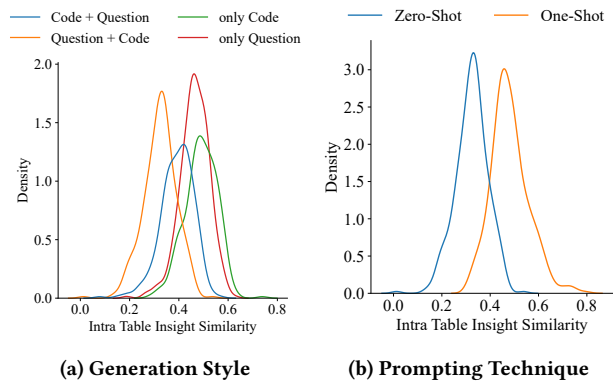 Code + Question
only Code
Question + Code
only Question
2.0
1.5
1.0
0.5
0.0
Density
0.0
0.2
0.4
0.6
0.8
Intra Table Insight Similarity
(a) Generation Style
Zero-Shot
One-Shot
3.0
2.5
2.0
1.5
1.0
0.5
0.0
Density
0.0
0.2
0.4
0.6
0.8
Intra Table Insight Similarity
(b) Prompting Technique